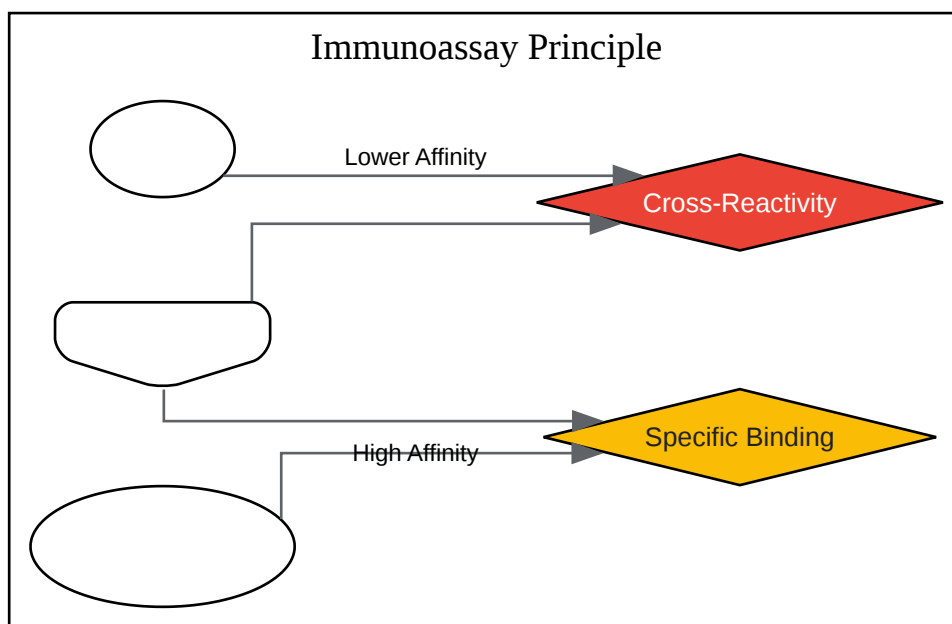 Immunoassay Principle
Lower Affinity
Cross-Reactivity
High Affinity
Specific Binding